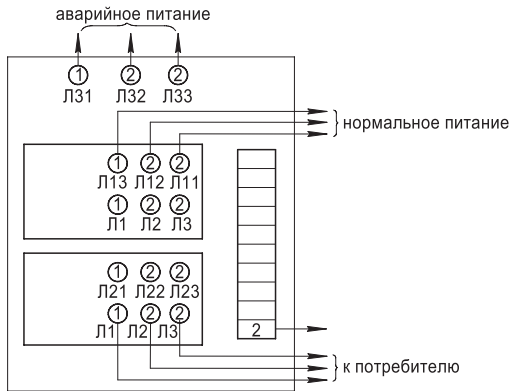 аварийное питание
1 2 2
Л31 Л32 Л33
нормальное питание
1 2 2
Л13 Л12 Л11
1 2 2
Л1 Л2 Л3
1 2 2
Л21 Л22 Л23
1 2 2
Л1 Л2 Л3
2
к потребителю